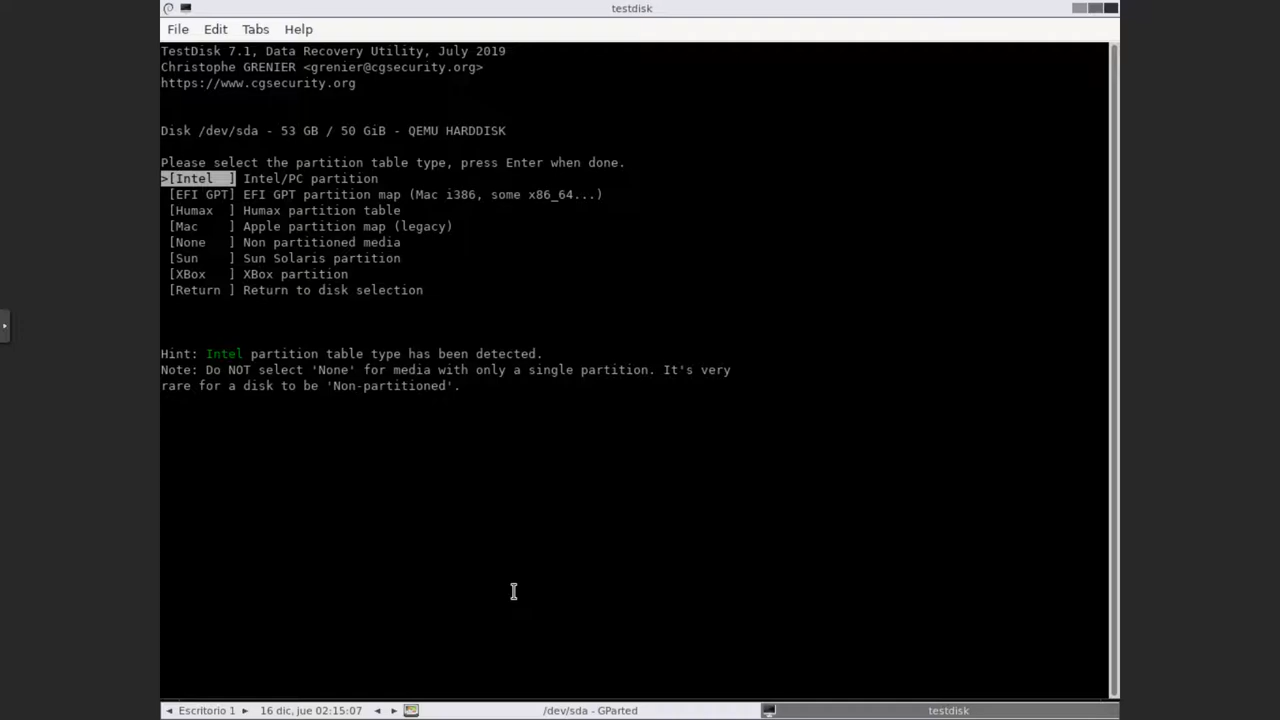 testdisk
File Edit Tabs Help
TestDisk 7.1, Data Recovery Utility, July 2019
Christophe GRENIER <grenier@cgsecurity.org>
https://www.cgsecurity.org
Disk /dev/sda - 53 GB / 50 GiB - QEMU HARDDISK
Please select the partition table type, press Enter when done.
>[Intel  ] Intel/PC partition
[EFI GPT] EFI GPT partition map (Mac i386, some x86_64...)
[Humax  ] Humax partition table
[Mac    ] Apple partition map (legacy)
[None   ] Non partitioned media
[Sun    ] Sun Solaris partition
[XBox   ] XBox partition
[Return ] Return to disk selection
Hint: Intel partition table type has been detected.
Note: Do NOT select 'None' for media with only a single partition. It's very
rare for a disk to be 'Non-partitioned'.
Escritorio 1 16 dic, jue 02:15:07 /dev/sda - GParted testdisk